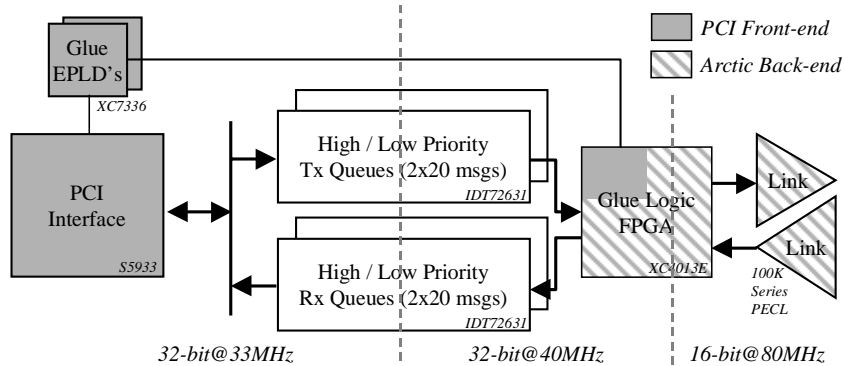 PCI Front-end
Arctic Back-end
Glue
EPLD's
XC7336
PCI
Interface
S5933
High / Low Priority
Tx Queues (2x20 msgs)
IDT72631
High / Low Priority
Rx Queues (2x20 msgs)
IDT72631
Glue Logic
FPGA
XC4013E
Link
Link
100K
Series
PECL
32-bit@33MHz
32-bit@40MHz
16-bit@80MHz